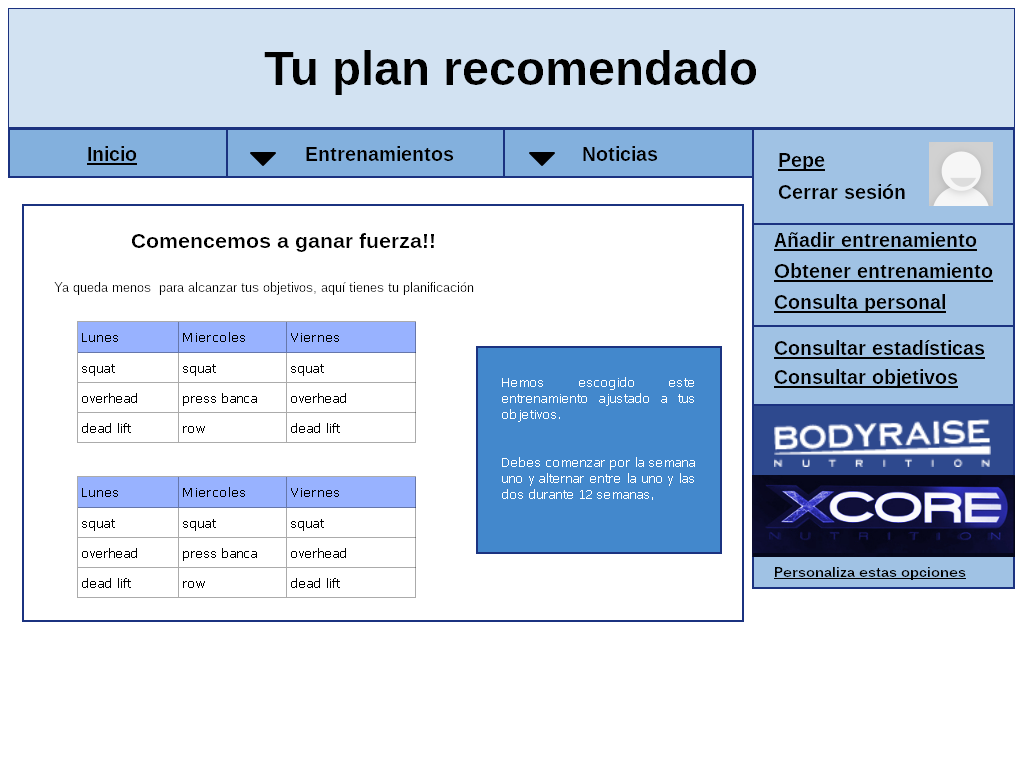 Tu plan recomendado
Inicio
Entrenamientos
Noticias
Pepe
Cerrar sesión
Añadir entrenamiento
Obtener entrenamiento
Consulta personal
Consultar estadísticas
Consultar objetivos
BODYRAISE
NUTRITION
XCORE
NUTRITION
Personaliza estas opciones
Comencemos a ganar fuerza!!
Ya queda menos  para alcanzar tus objetivos, aquí tienes tu planificación
Lunes Miercoles Viernes
squat squat squat
overhead press banca overhead
dead lift row dead lift
Lunes Miercoles Viernes
squat squat squat
overhead press banca overhead
dead lift row dead lift
Hemos escogido este
entrenamiento ajustado a tus
objetivos.
Debes comenzar por la semana
uno y alternar entre la uno y las
dos durante 12 semanas,